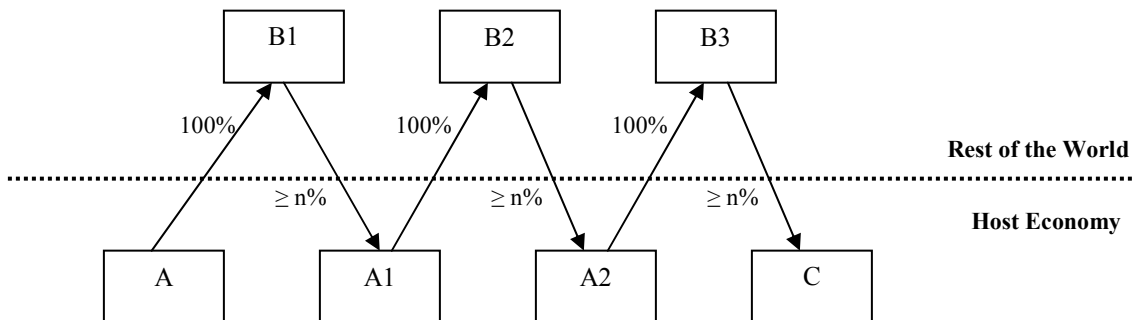 B1 B2 B3
100% 100% 100%
Rest of the World
≥ n% ≥ n% ≥ n%
Host Economy
A A1 A2 C